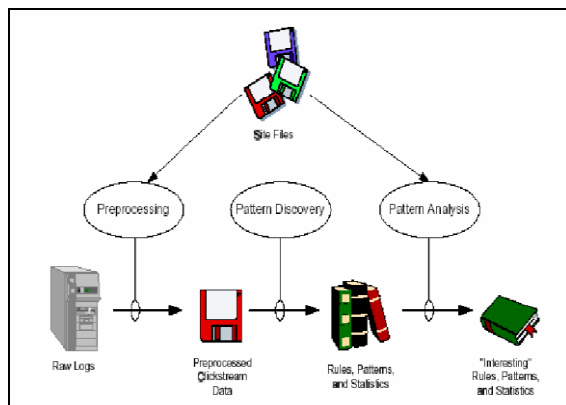 Site Files
Preprocessing
Pattern Discovery
Pattern Analysis
Raw Logs
Preprocessed
Clickstream
Data
Rules, Patterns,
and Statistics
"Interesting"
Rules, Patterns,
and Statistics